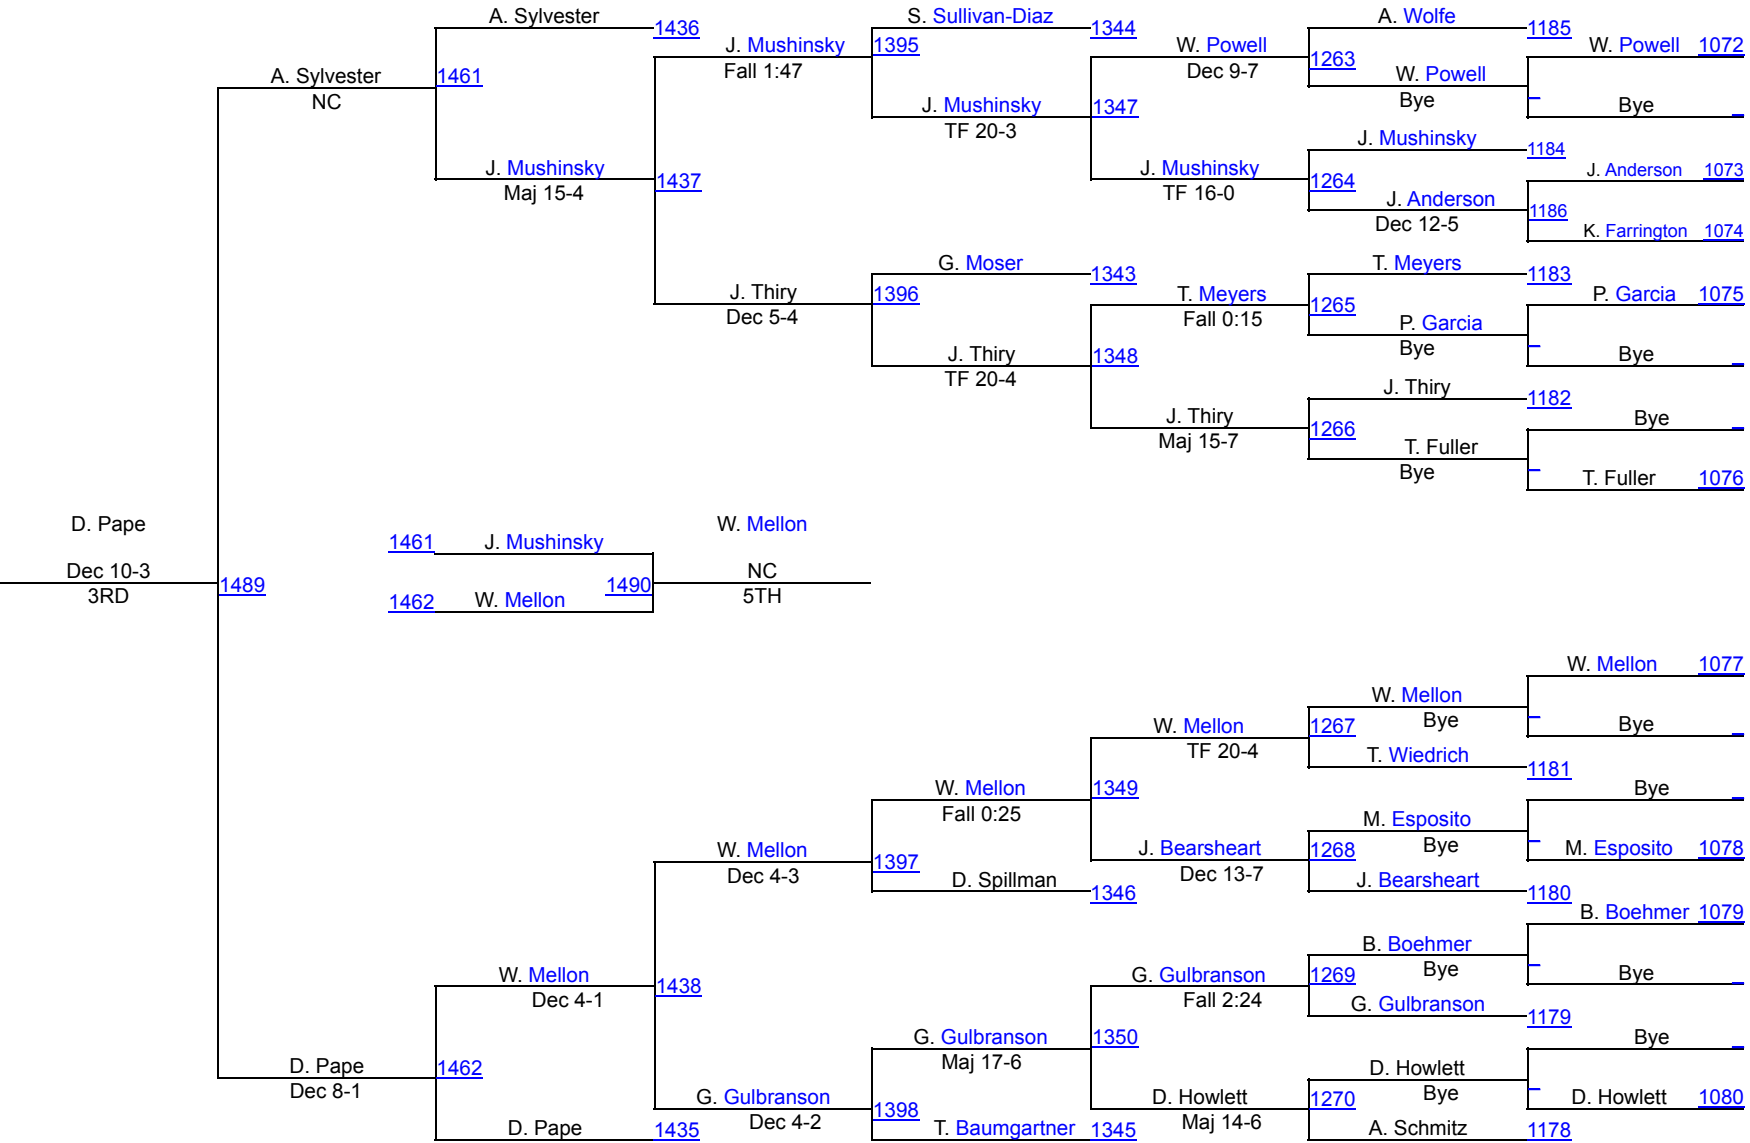 A. Sylvester
1436
J. Mushinsky
Fall 1:47
1395
S. Sullivan-Diaz
1344
W. Powell
Dec 9-7
A. Wolfe
1185
W. Powell 1072
1263
W. Powell
Bye
Bye
A. Sylvester
NC
1461
J. Mushinsky
TF 20-3
1347
J. Mushinsky
1184
J. Anderson 1073
J. Mushinsky
Maj 15-4
1437
J. Mushinsky
TF 16-0
1264
J. Anderson
Dec 12-5
1186
K. Farrington 1074
G. Moser
1343
T. Meyers
1183
J. Thiry
Dec 5-4
1396
T. Meyers
Fall 0:15
1265
P. Garcia 1075
P. Garcia
Bye
J. Thiry
TF 20-4
1348
Bye
J. Thiry
1182
J. Thiry
Maj 15-7
1266
Bye
T. Fuller
Bye
T. Fuller 1076
D. Pape
Dec 10-3
3RD
1489
1461 J. Mushinsky
1462 W. Mellon
1490
W. Mellon
NC
5TH
W. Mellon 1077
W. Mellon
Bye
W. Mellon
TF 20-4
1267
Bye
T. Wiedrich
1181
W. Mellon
Fall 0:25
1349
Bye
M. Esposito
Bye
W. Mellon
Dec 4-3
1397
J. Bearsheart
Dec 13-7
1268
M. Esposito 1078
D. Spillman
1346
J. Bearsheart
1180
B. Boehmer 1079
B. Boehmer
Bye
W. Mellon
Dec 4-1
1438
G. Gulbranson
Fall 2:24
1269
Bye
G. Gulbranson
1179
G. Gulbranson
Maj 17-6
1350
Bye
D. Pape
Dec 8-1
1462
D. Howlett
Bye
G. Gulbranson
Dec 4-2
1398
D. Howlett
Maj 14-6
1270
D. Howlett 1080
D. Pape
1435
T. Baumgartner 1345
A. Schmitz
1178